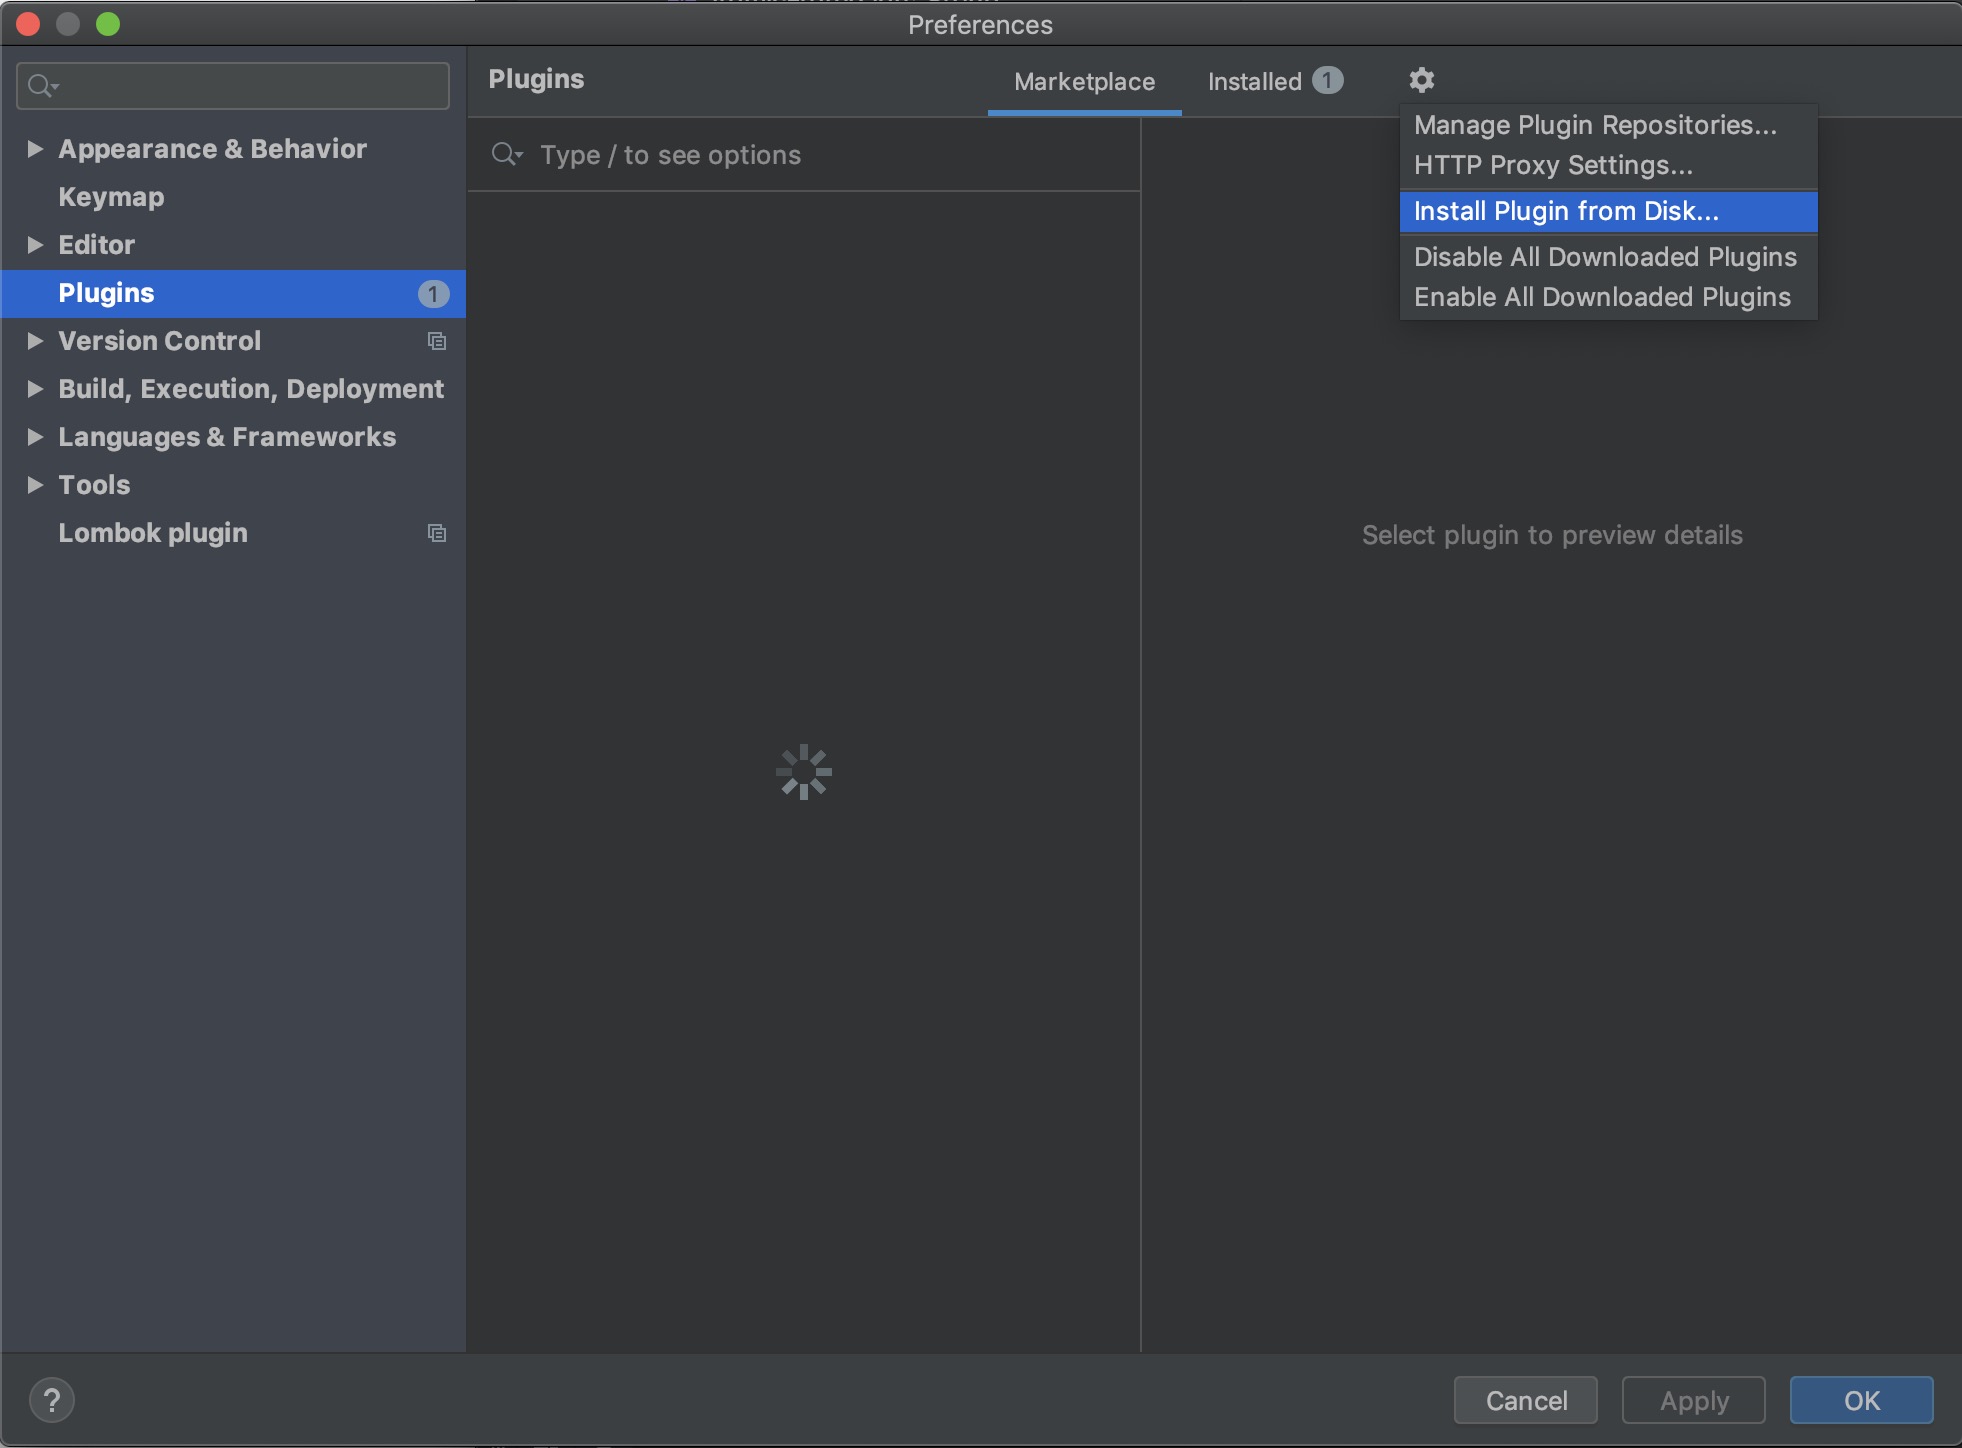 Preferences
Plugins
Marketplace
Installed 1
Manage Plugin Repositories...
HTTP Proxy Settings...
Install Plugin from Disk...
Disable All Downloaded Plugins
Enable All Downloaded Plugins
Appearance & Behavior
Keymap
Editor
Plugins 1
Version Control
Build, Execution, Deployment
Languages & Frameworks
Tools
Lombok plugin
Type / to see options
Select plugin to preview details
?
Cancel
Apply
OK